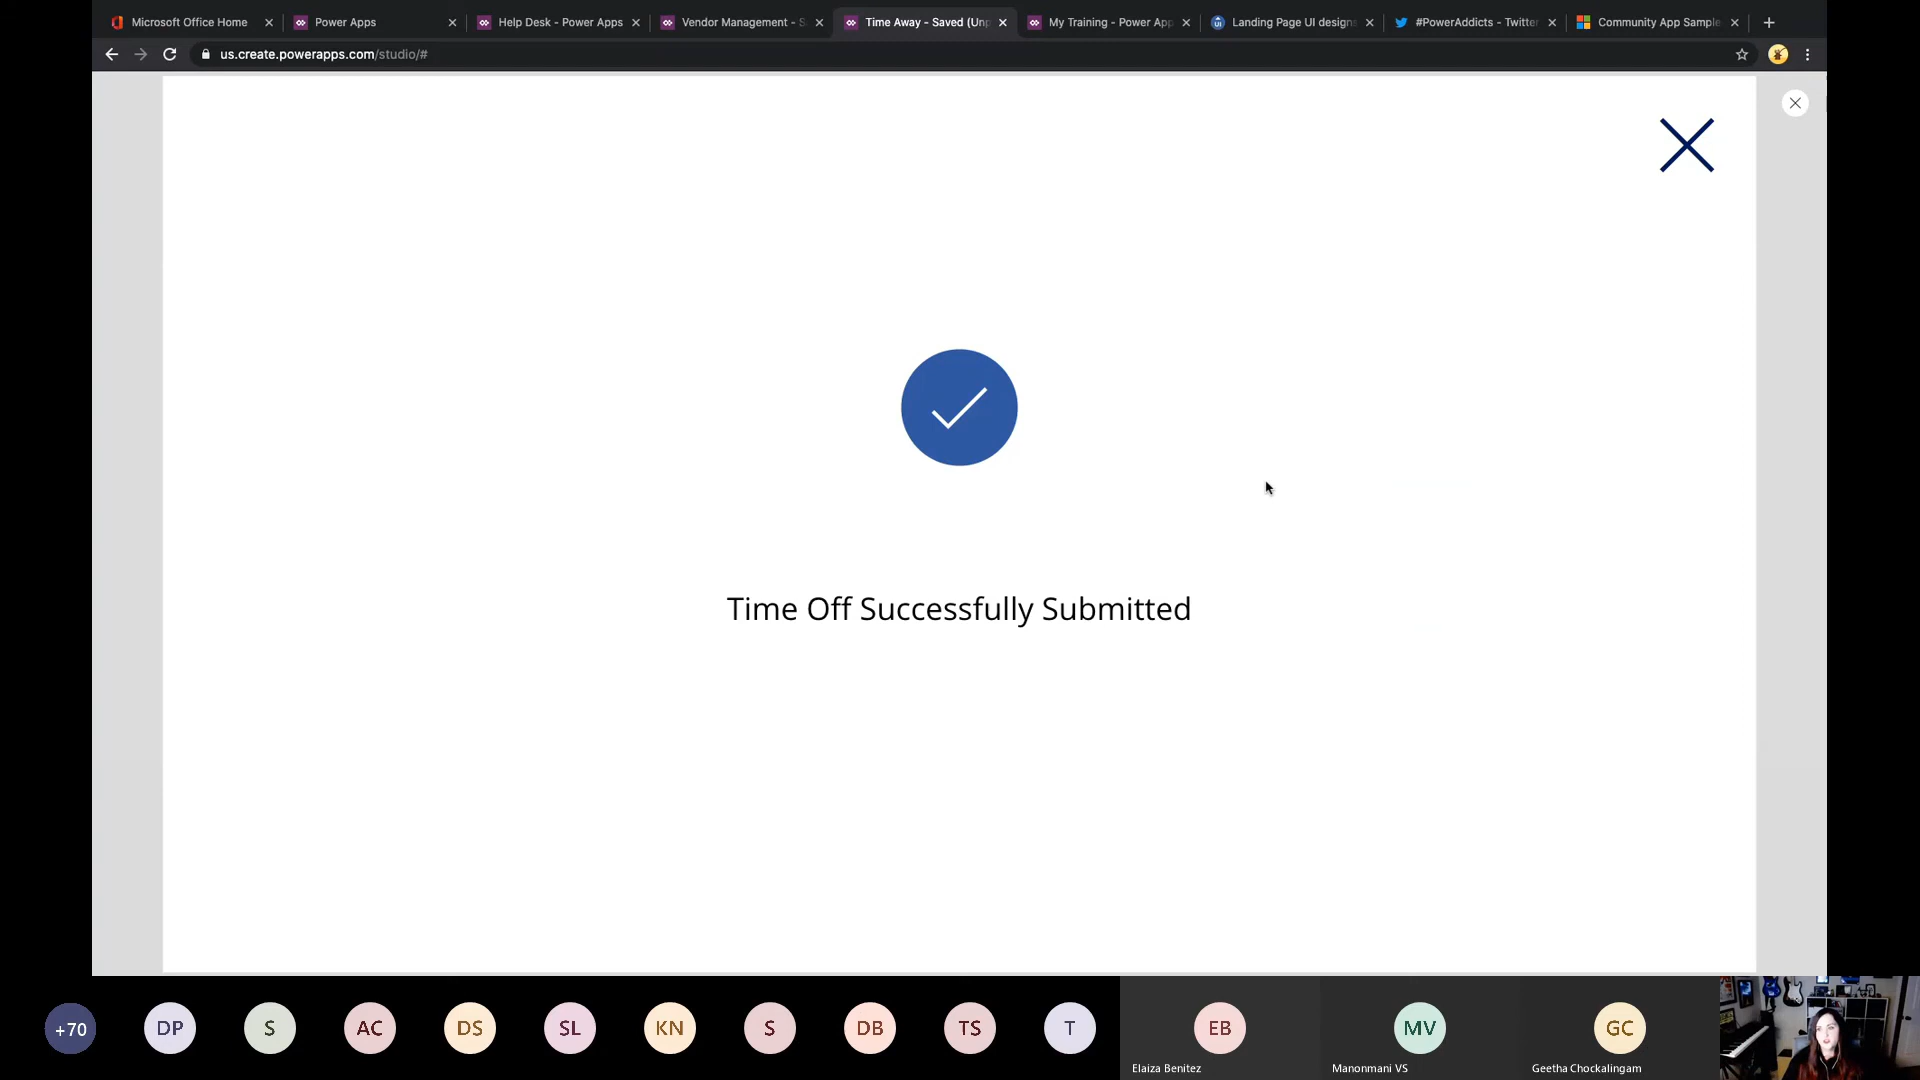 Microsoft Office Home
Power Apps
Help Desk - Power Apps
Vendor Management - S
Time Away - Saved (Unp
My Training - Power App
Landing Page UI designs
#PowerAddicts - Twitter
Community App Sample
us.create.powerapps.com/studio/#
Time Off Successfully Submitted
+70
DP
S
AC
DS
SL
KN
S
DB
TS
T
EB
MV
GC
Elaiza Benitez
Manonmani VS
Geetha Chockalingam